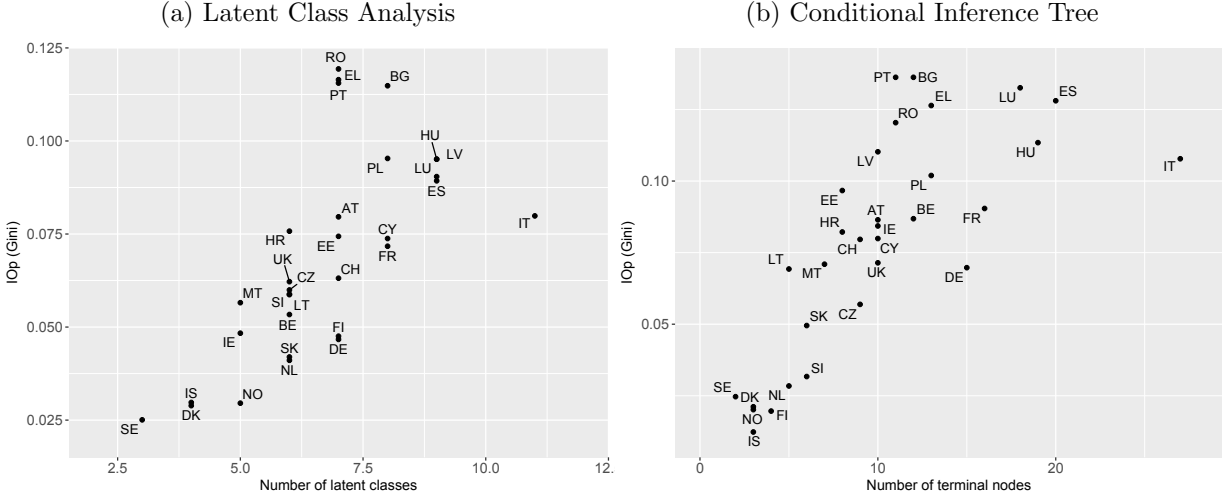 (a) Latent Class Analysis
0.125
0.100
0.075
0.050
0.025
IOp (Gini)
RO
EL
PT
BG
HU
LV
PL
LU
ES
AT
IT
HR
EE
CY
FR
UK
CZ
CH
MT
SI
LT
BE
IE
FI
DE
SK
NL
IS
DK
NO
SE
2.5 5.0 7.5 10.0 12.
Number of latent classes
(b) Conditional Inference Tree
0.10
0.05
IOp (Gini)
PT
BG
LU
ES
EL
RO
HU
LV
IT
PL
EE
AT
BE
FR
HR
IE
CH
CY
LT
MT
UK
DE
SK
CZ
SI
SE
NL
DK
NO
FI
IS
0 10 20
Number of terminal nodes